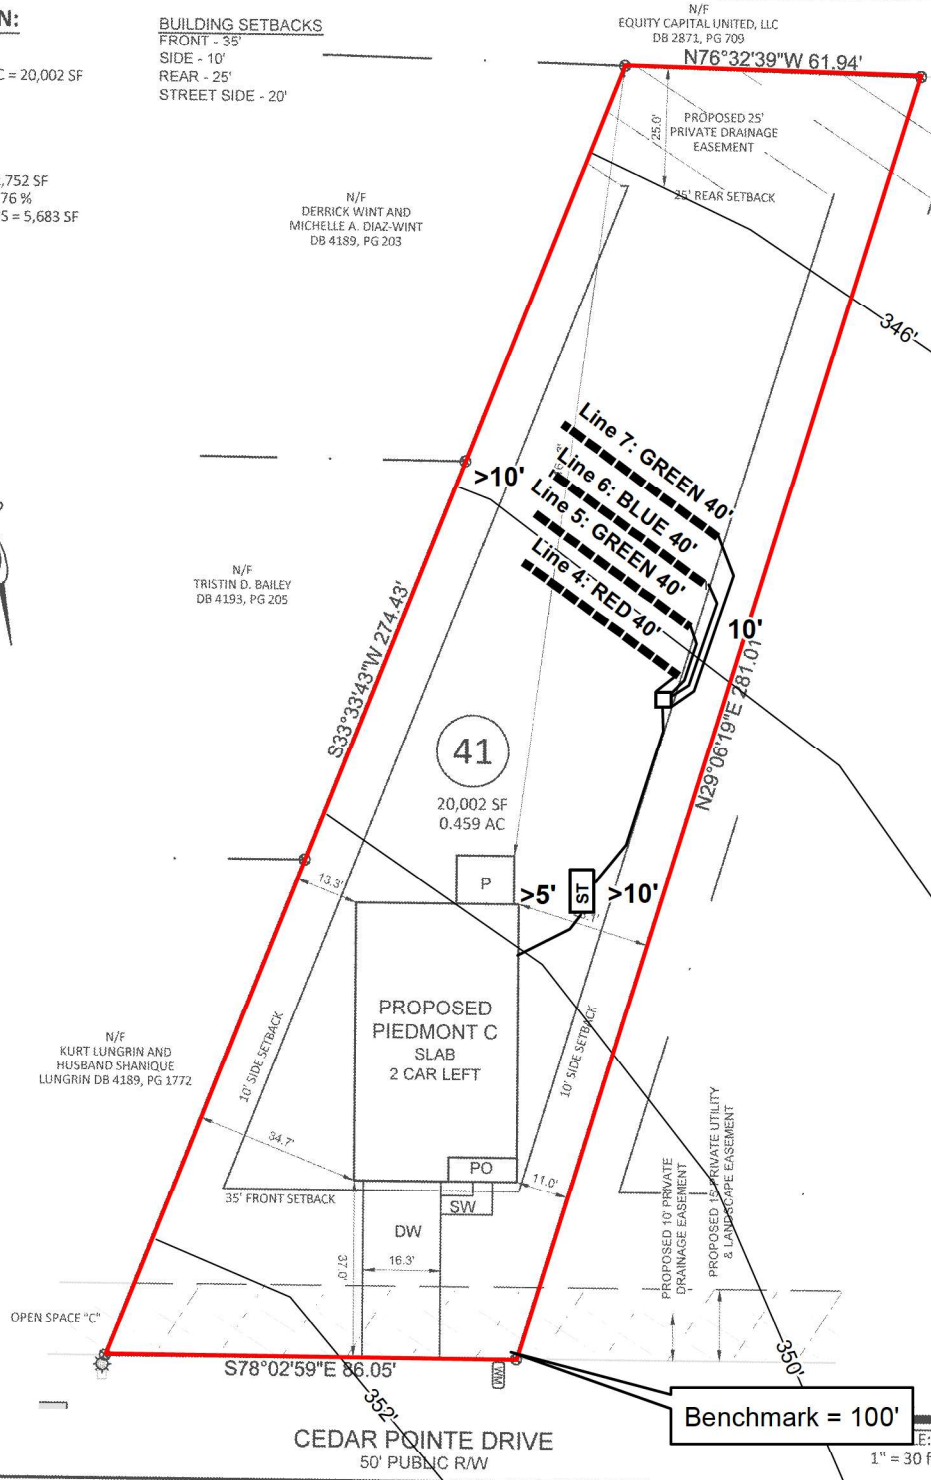 N:
C = 20,002 SF
,752 SF
76 %
S = 5,683 SF
BUILDING SETBACKS
FRONT - 35'
SIDE - 10'
REAR - 25'
STREET SIDE - 20'
N/F
EQUITY CAPITAL UNITED, LLC
DB 2871, PG 709
N76°32'39"W 61.94'
25.0'
PROPOSED 25'
PRIVATE DRAINAGE
EASEMENT
25' REAR SETBACK
N/F
DERRICK WINT AND
MICHELLE A. DIAZ-WINT
DB 4189, PG 203
346'
Line 7: GREEN 40'
Line 6: BLUE 40'
Line 5: GREEN 40'
Line 4: RED 40'
>10'
10'
N/F
TRISTIN D. BAILEY
DB 4193, PG 205
S33°33'43"W 274.43'
N29°06'19"E 281.01'
41
20,002 SF
0.459 AC
13.3'
P
>5'
ST
>10'
PROPOSED
PIEDMONT C
SLAB
2 CAR LEFT
N/F
KURT LUNGRIN AND
HUSBAND SHANIQUE
LUNGRIN DB 4189, PG 1772
10' SIDE SETBACK
10' SIDE SETBACK
34.7'
PO
SW
11.0'
35' FRONT SETBACK
DW
16.3'
37.0'
PROPOSED 10' PRIVATE
DRAINAGE EASEMENT
PROPOSED 15' PRIVATE UTILITY
& LANDSCAPE EASEMENT
OPEN SPACE "C"
S78°02'59"E 86.05'
WM
350'
352'
Benchmark = 100'
CEDAR POINTE DRIVE
50' PUBLIC R/W
LE:
1" = 30 f